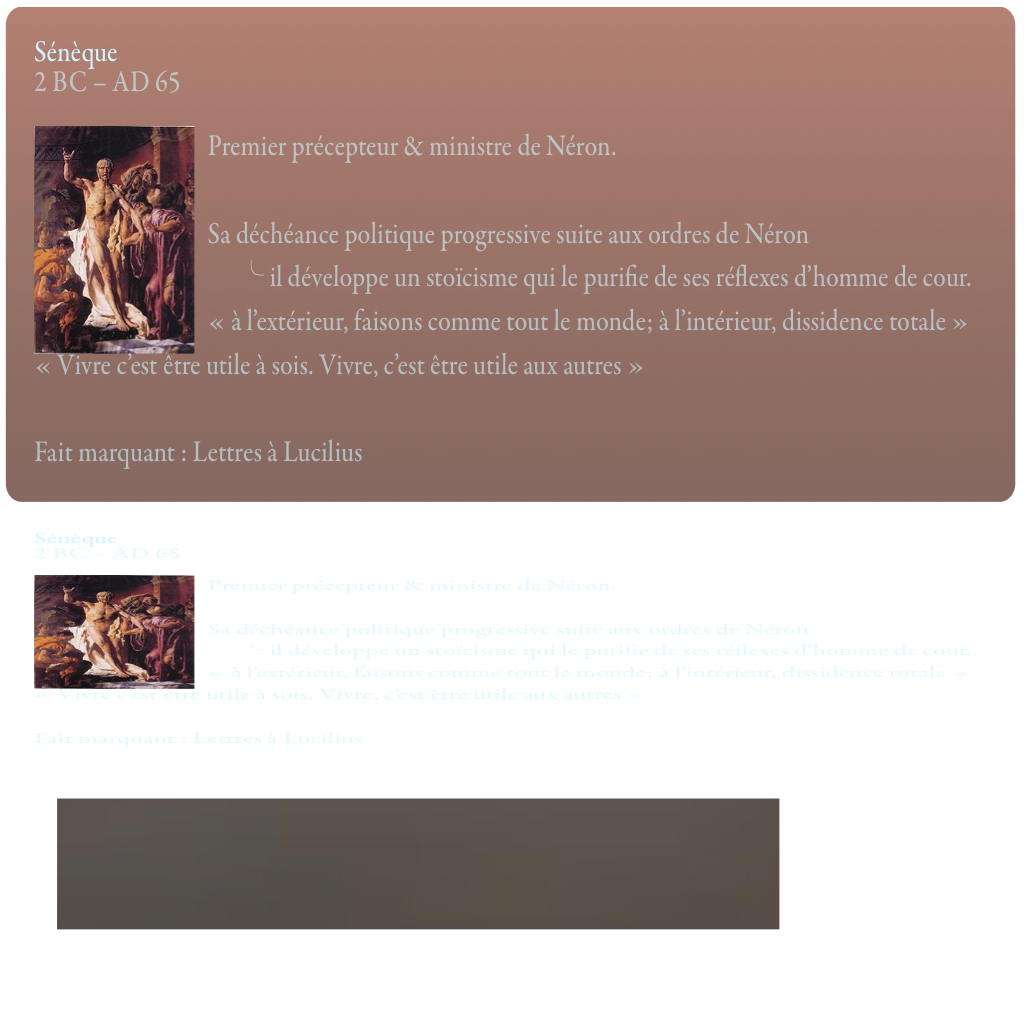 Sénèque
2 BC – AD 65
Premier précepteur & ministre de Néron.
Sa déchéance politique progressive suite aux ordres de Néron
╰ il développe un stoïcisme qui le purifie de ses réflexes d’homme de cour.
« à l’extérieur, faisons comme tout le monde; à l’intérieur, dissidence totale »
« Vivre c’est être utile à sois. Vivre, c’est être utile aux autres »
Fait marquant : Lettres à Lucilius
Sénèque
2 BC – AD 65
Premier précepteur & ministre de Néron.
Sa déchéance politique progressive suite aux ordres de Néron
╰ il développe un stoïcisme qui le purifie de ses réflexes d’homme de cour.
« à l’extérieur, faisons comme tout le monde; à l’intérieur, dissidence totale »
« Vivre c’est être utile à sois. Vivre, c’est être utile aux autres »
Fait marquant : Lettres à Lucilius